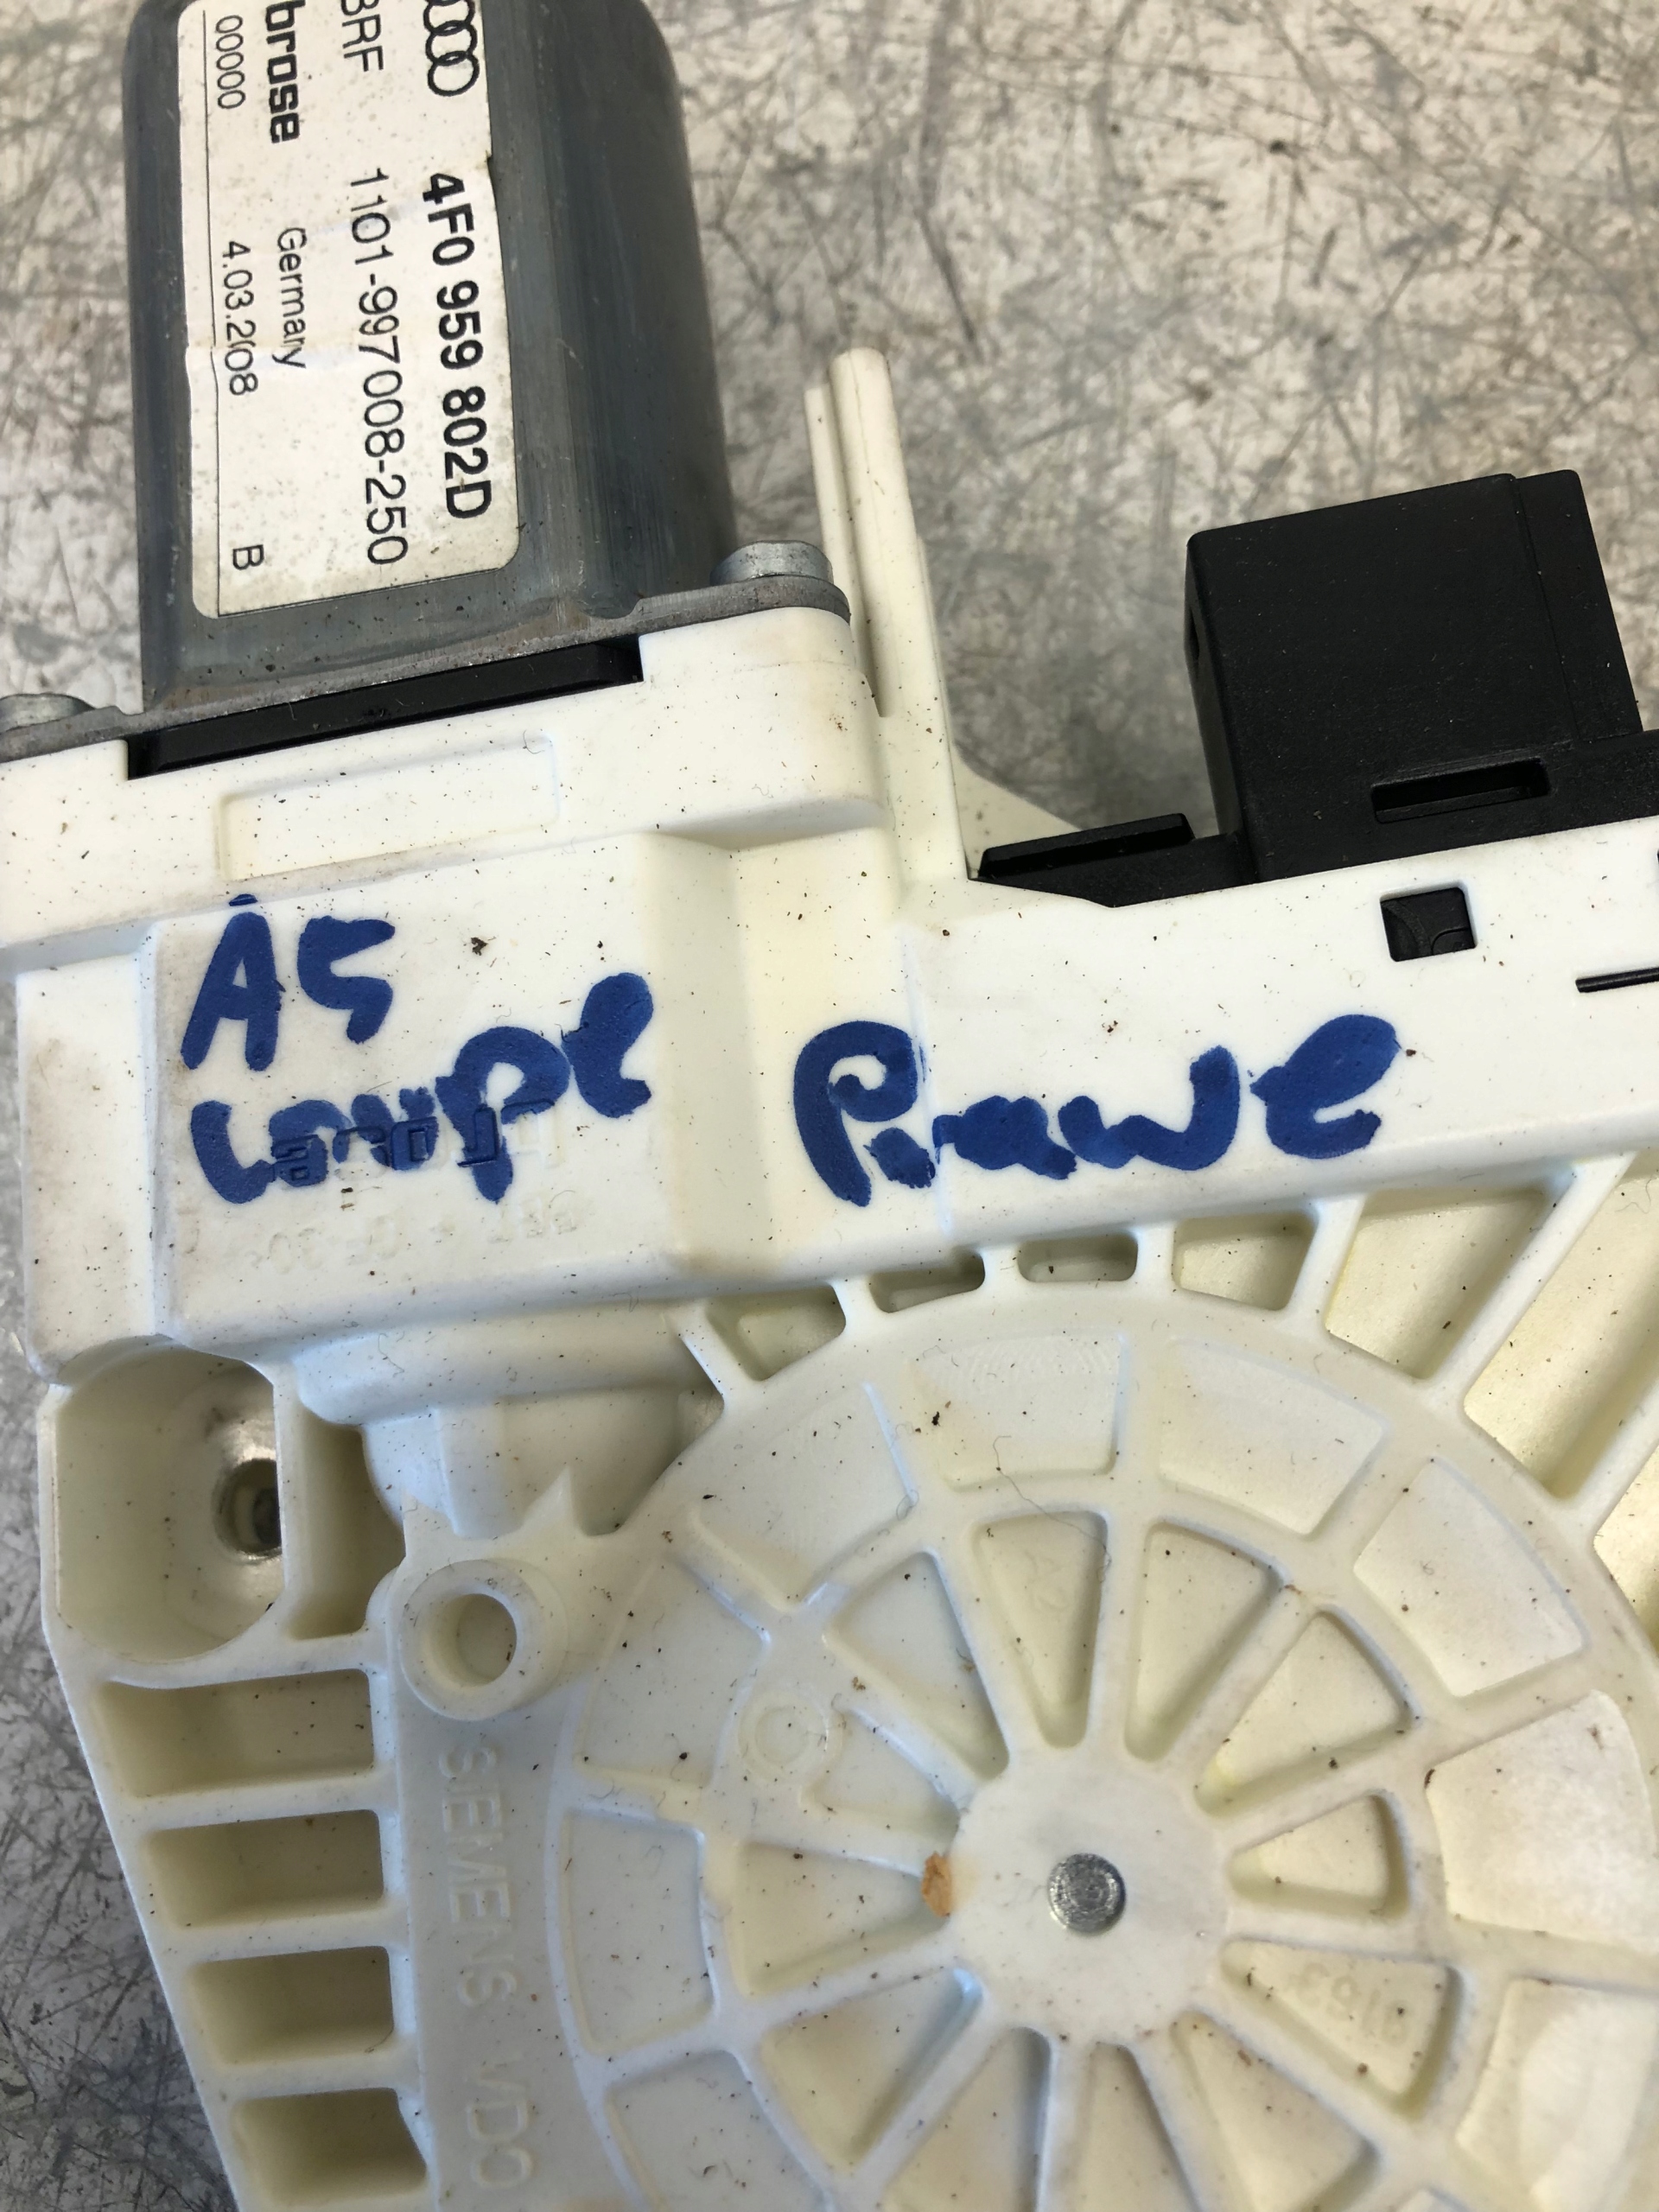 4F0 959 802D
BRF 1101-997008-250
brose Germany
00000 4.03.2008 B
A5
coupe
Prawe
SIEMENS VDO